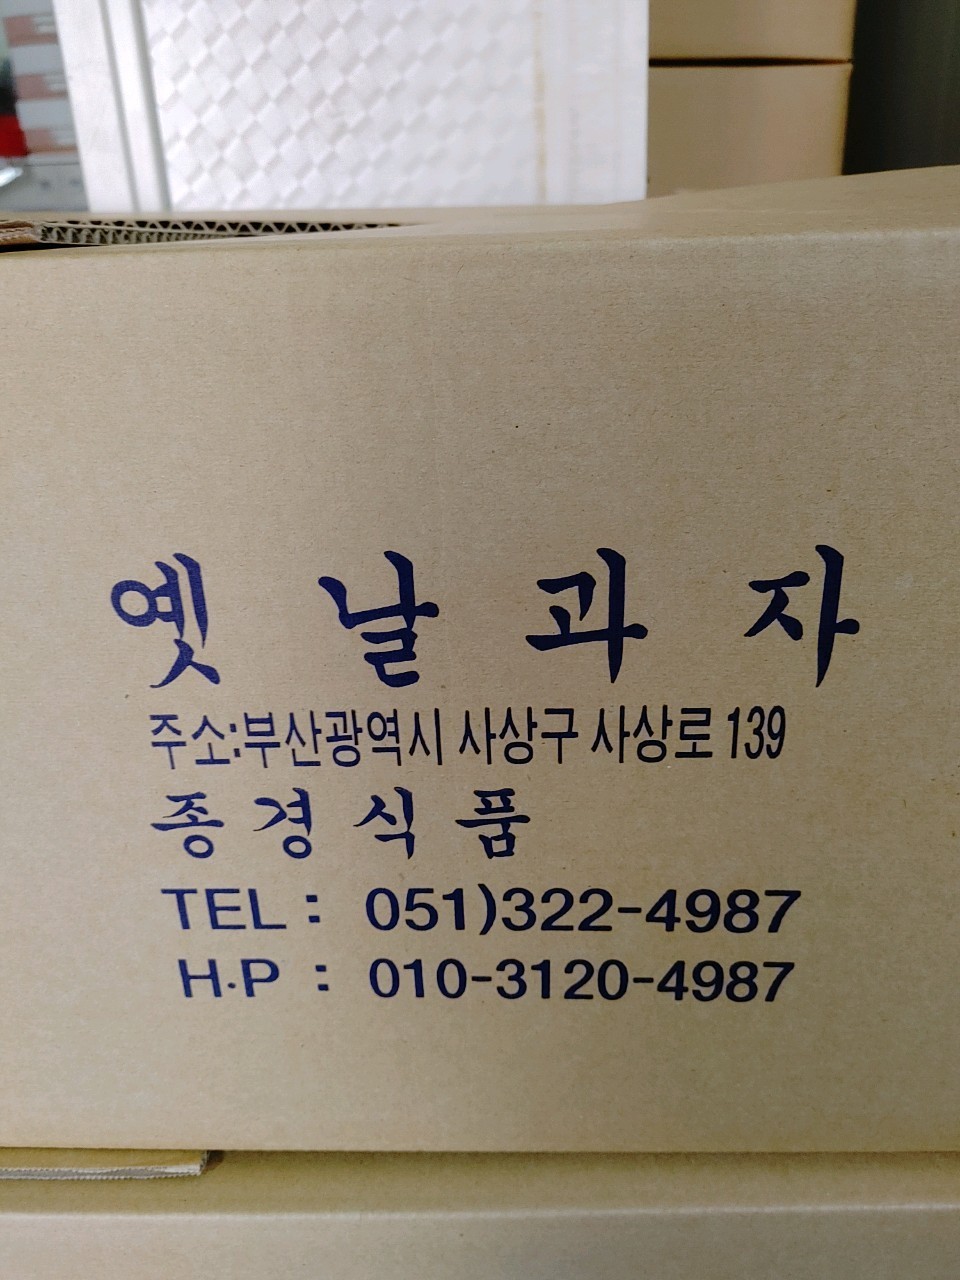 옛날과자
주소:부산광역시 사상구 사상로 139
종경식품
TEL : 051)322-4987
H·P : 010-3120-4987